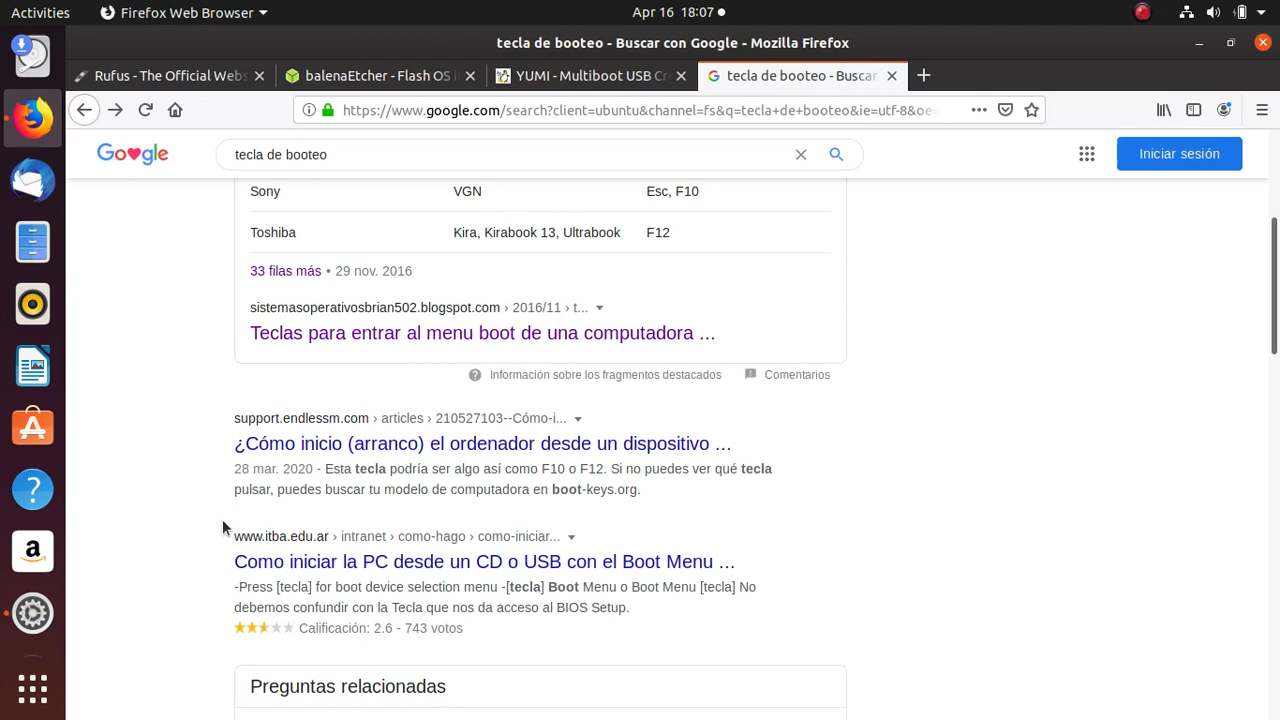 Activities
Firefox Web Browser
Apr 16 18:07
tecla de booteo - Buscar con Google - Mozilla Firefox
Rufus - The Official Webs
balenaEtcher - Flash OS i
YUMI - Multiboot USB Cr
tecla de booteo - Buscar
https://www.google.com/search?client=ubuntu&channel=fs&q=tecla+de+booteo&ie=utf-8&oe=
Google
tecla de booteo
Iniciar sesión
Sony VGN Esc, F10
Toshiba Kira, Kirabook 13, Ultrabook F12
33 filas más • 29 nov. 2016
sistemasoperativosbrian502.blogspot.com › 2016/11 › t...
Teclas para entrar al menu boot de una computadora ...
Información sobre los fragmentos destacados
Comentarios
support.endlessm.com › articles › 210527103--Cómo-i...
¿Cómo inicio (arranco) el ordenador desde un dispositivo ...
28 mar. 2020 - Esta tecla podría ser algo así como F10 o F12. Si no puedes ver qué tecla
pulsar, puedes buscar tu modelo de computadora en boot-keys.org.
www.itba.edu.ar › intranet › como-hago › como-iniciar...
Como iniciar la PC desde un CD o USB con el Boot Menu ...
-Press [tecla] for boot device selection menu -[tecla] Boot Menu o Boot Menu [tecla] No
debemos confundir con la Tecla que nos da acceso al BIOS Setup.
Calificación: 2.6 - 743 votos
Preguntas relacionadas